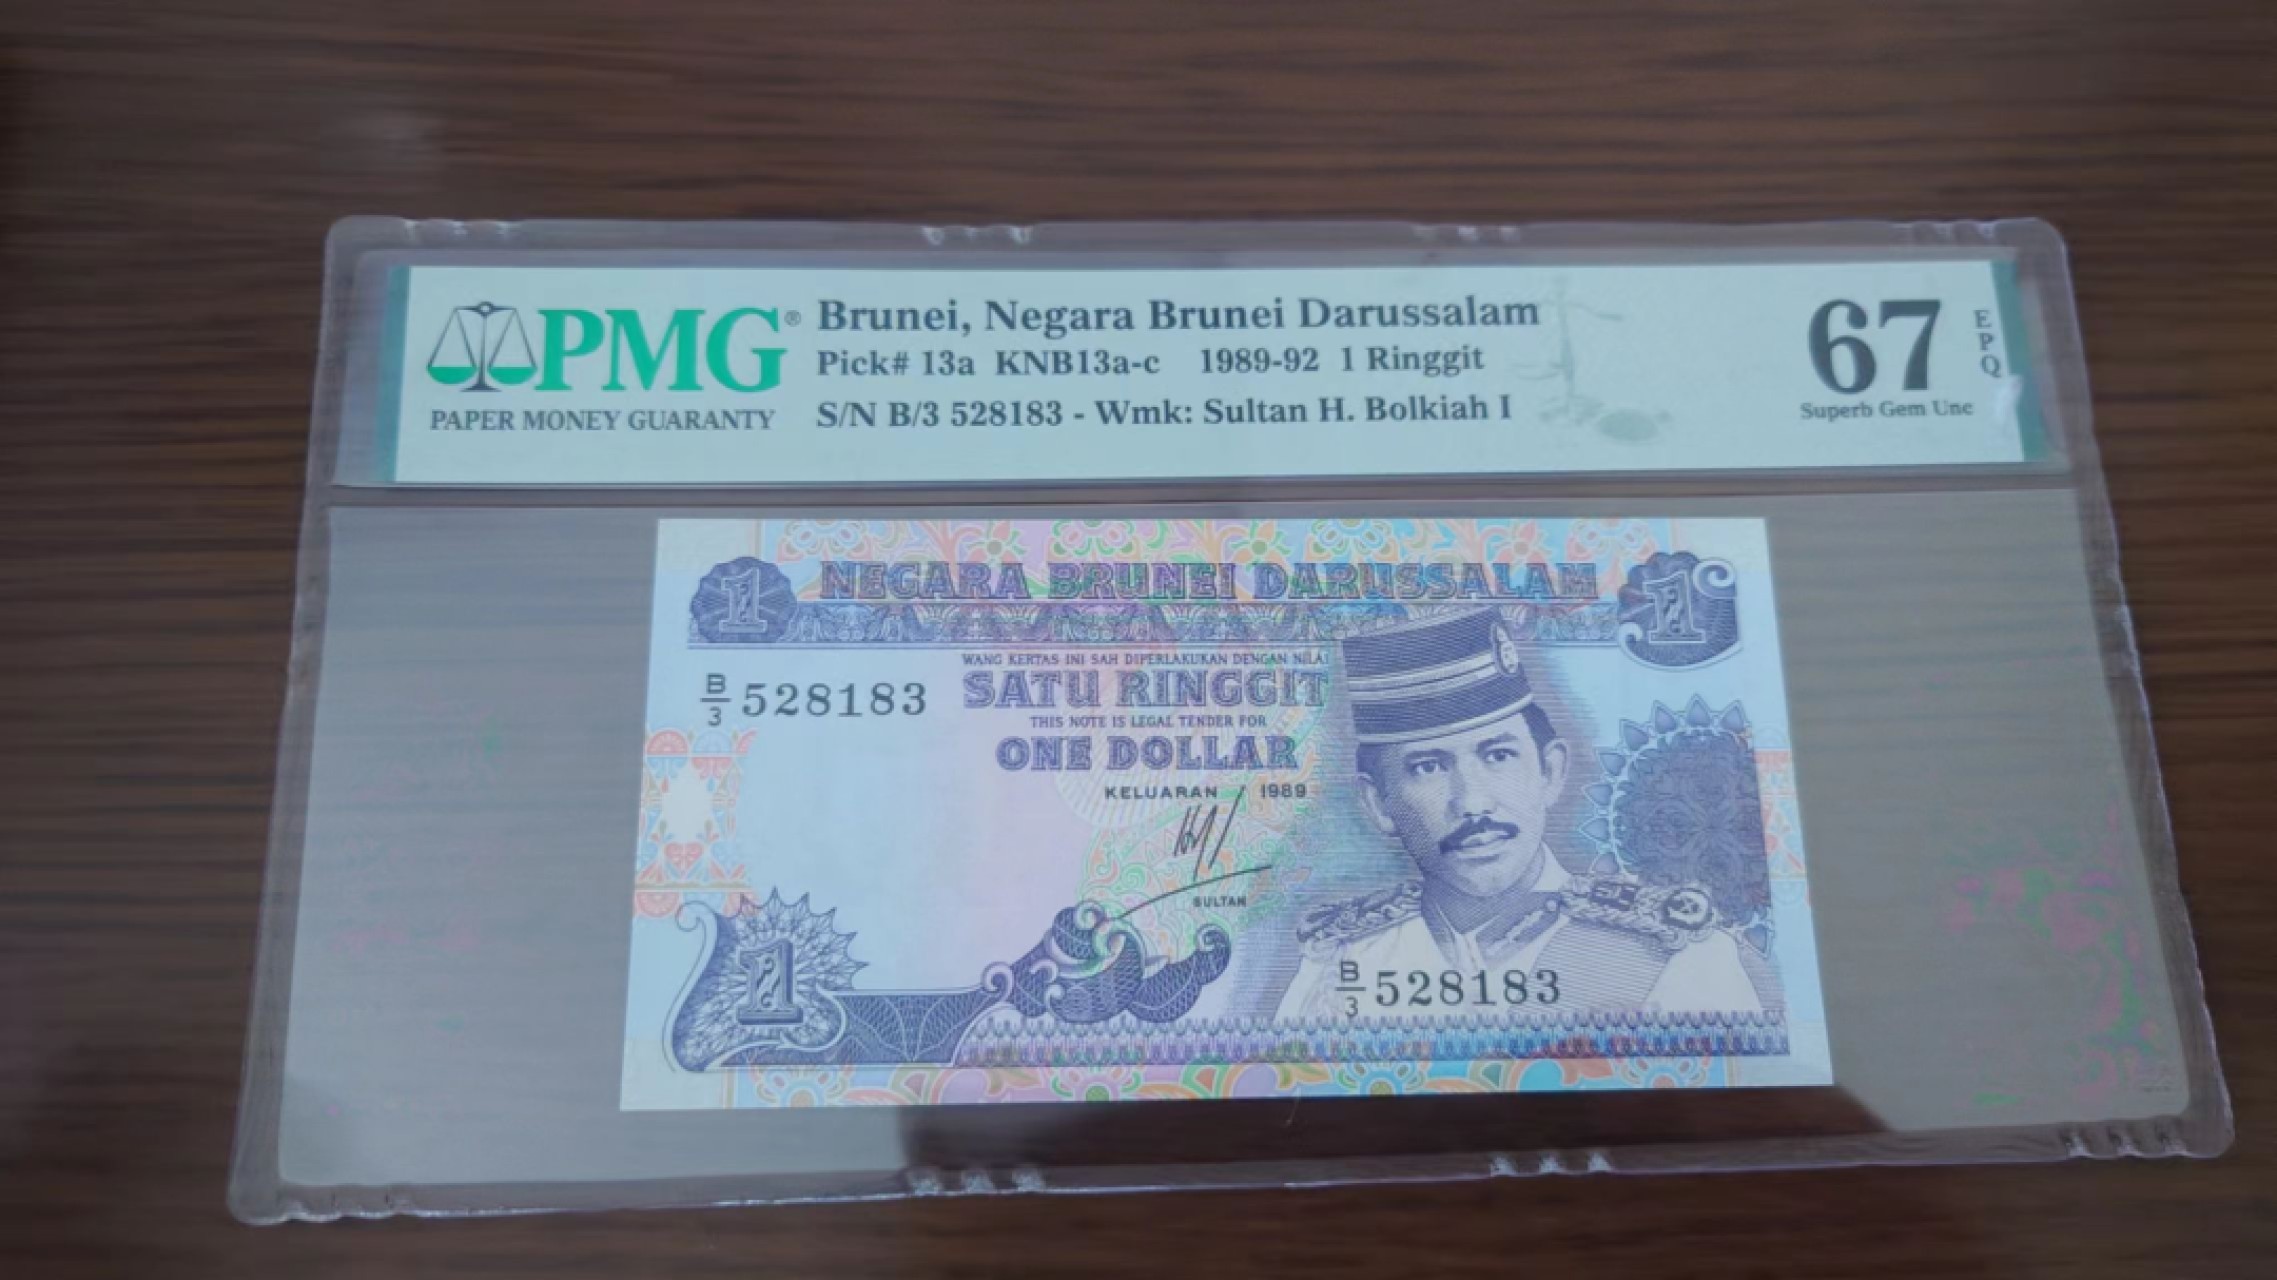 PMG®
PAPER MONEY GUARANTY
Brunei, Negara Brunei Darussalam
Pick# 13a KNB13a-c 1989-92 1 Ringgit
S/N B/3 528183 - Wmk: Sultan H. Bolkiah I
67
EPQ
Superb Gem Unc
1 NEGARA BRUNEI DARUSSALAM 1
WANG KERTAS INI SAH DIPERLAKUKAN DENGAN NILAI
B/3 528183 SATU RINGGIT
THIS NOTE IS LEGAL TENDER FOR
ONE DOLLAR
KELUARAN 1989
SULTAN
1
B/3 528183